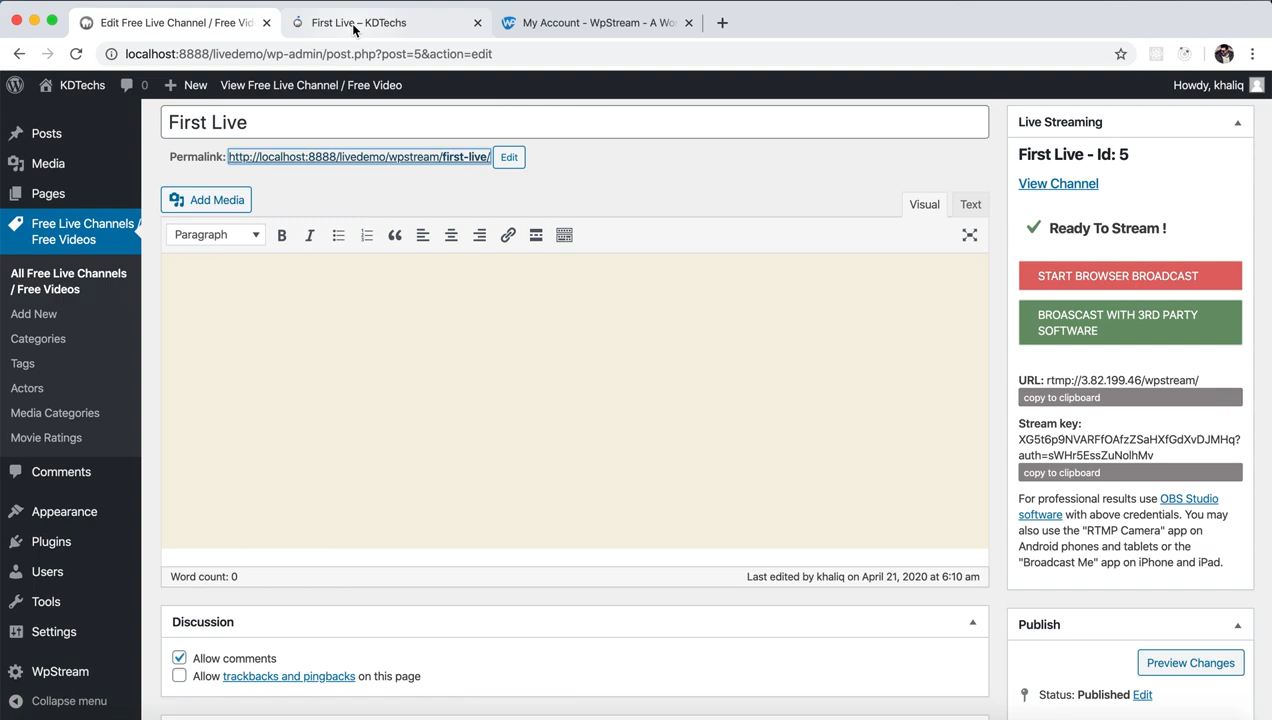 Edit Free Live Channel / Free Vid
First Live – KDTechs
My Account - WpStream - A Wo
localhost:8888/livedemo/wp-admin/post.php?post=5&action=edit
KDTechs
0
New
View Free Live Channel / Free Video
Howdy, khaliq
Posts
Media
Pages
Free Live Channels /
Free Videos
All Free Live Channels
/ Free Videos
Add New
Categories
Tags
Actors
Media Categories
Movie Ratings
Comments
Appearance
Plugins
Users
Tools
Settings
WpStream
Collapse menu
First Live
Permalink: http://localhost:8888/livedemo/wpstream/first-live/ Edit
Add Media
Visual
Text
Paragraph
B I
Word count: 0
Last edited by khaliq on April 21, 2020 at 6:10 am
Discussion
Allow comments
Allow trackbacks and pingbacks on this page
Live Streaming
First Live - Id: 5
View Channel
Ready To Stream !
START BROWSER BROADCAST
BROASCAST WITH 3RD PARTY
SOFTWARE
URL: rtmp://3.82.199.46/wpstream/
copy to clipboard
Stream key:
XG5t6p9NVARFfOAfzZSaHXfGdXvDJMHq?
auth=sWHr5EssZuNolhMv
copy to clipboard
For professional results use OBS Studio
software with above credentials. You may
also use the "RTMP Camera" app on
Android phones and tablets or the
"Broadcast Me" app on iPhone and iPad.
Publish
Preview Changes
Status: Published Edit